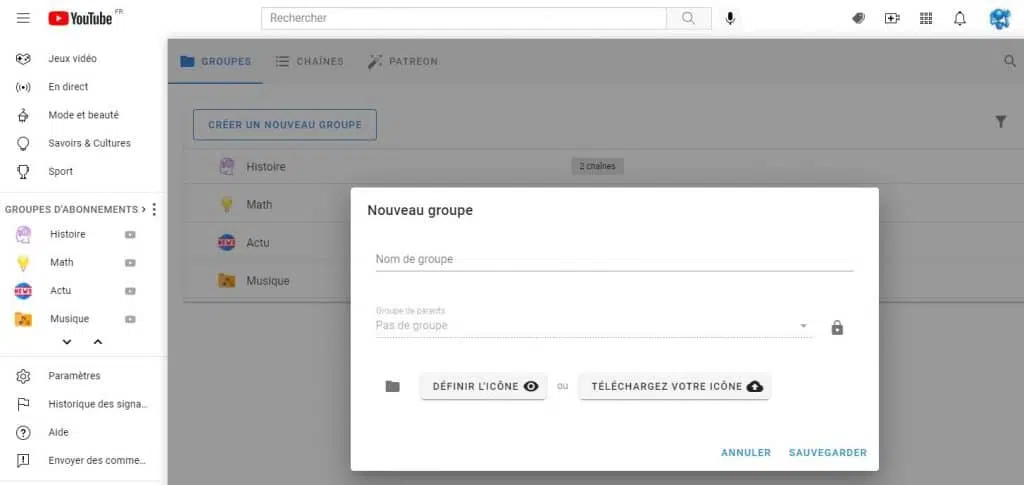 YouTube FR
Rechercher
Jeux vidéo
En direct
Mode et beauté
Savoirs & Cultures
Sport
GROUPES D'ABONNEMENTS
Histoire
Math
Actu
Musique
Paramètres
Historique des signa...
Aide
Envoyer des comme...
GROUPES CHAÎNES PATREON
CRÉER UN NOUVEAU GROUPE
Histoire 2 chaînes
Math
NEWS Actu
Musique
Nouveau groupe
Nom de groupe
Groupe de parents
Pas de groupe
DÉFINIR L'ICÔNE ou TÉLÉCHARGEZ VOTRE ICÔNE
ANNULER SAUVEGARDER